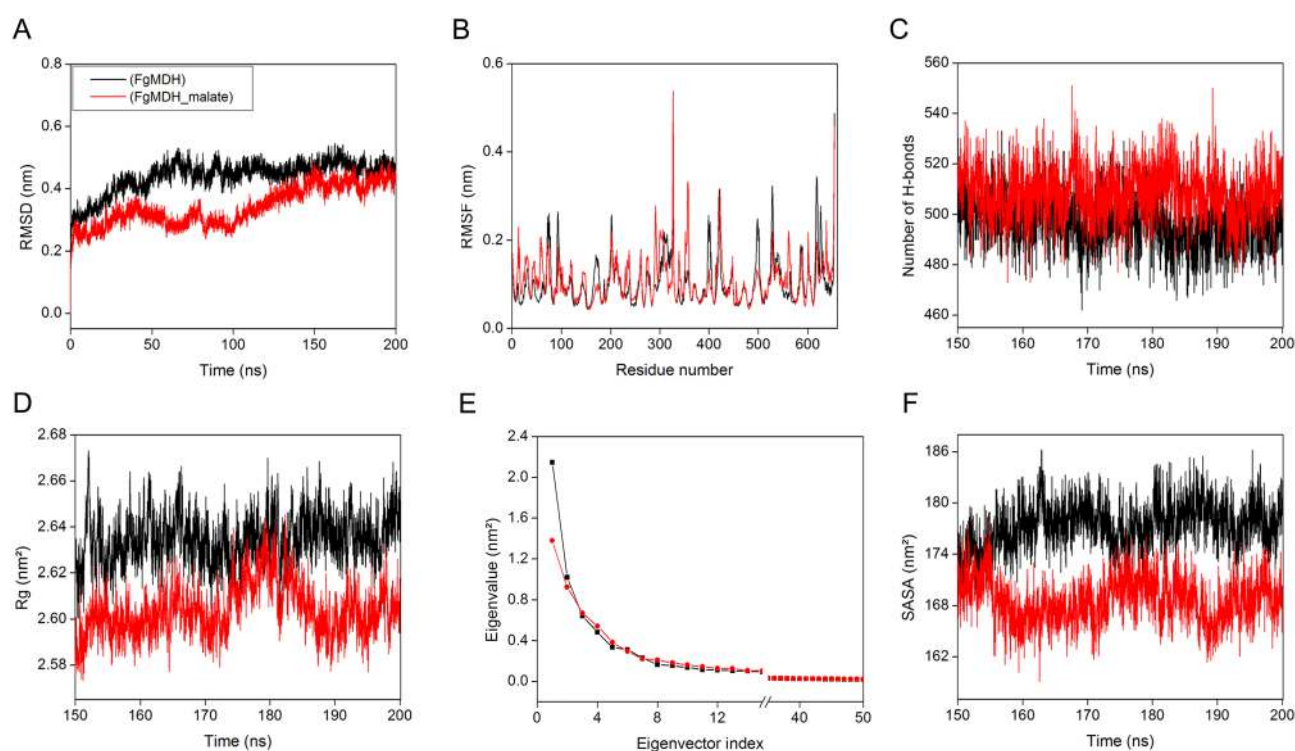 A
RMSD (nm)
0.8
0.6
0.4
0.2
0.0
(FgMDH)
(FgMDH_malate)
0 50 100 150 200
Time (ns)
B
RMSF (nm)
0.6
0.4
0.2
0.0
0 100 200 300 400 500 600
Residue number
C
Number of H-bonds
560
540
520
500
480
460
150 160 170 180 190 200
Time (ns)
D
Rg (nm²)
2.68
2.66
2.64
2.62
2.60
2.58
150 160 170 180 190 200
Time (ns)
E
Eigenvalue (nm²)
2.4
2.0
1.6
1.2
0.8
0.4
0.0
0 4 8 12 40 50
Eigenvector index
F
SASA (nm²)
186
180
174
168
162
150 160 170 180 190 200
Time (ns)